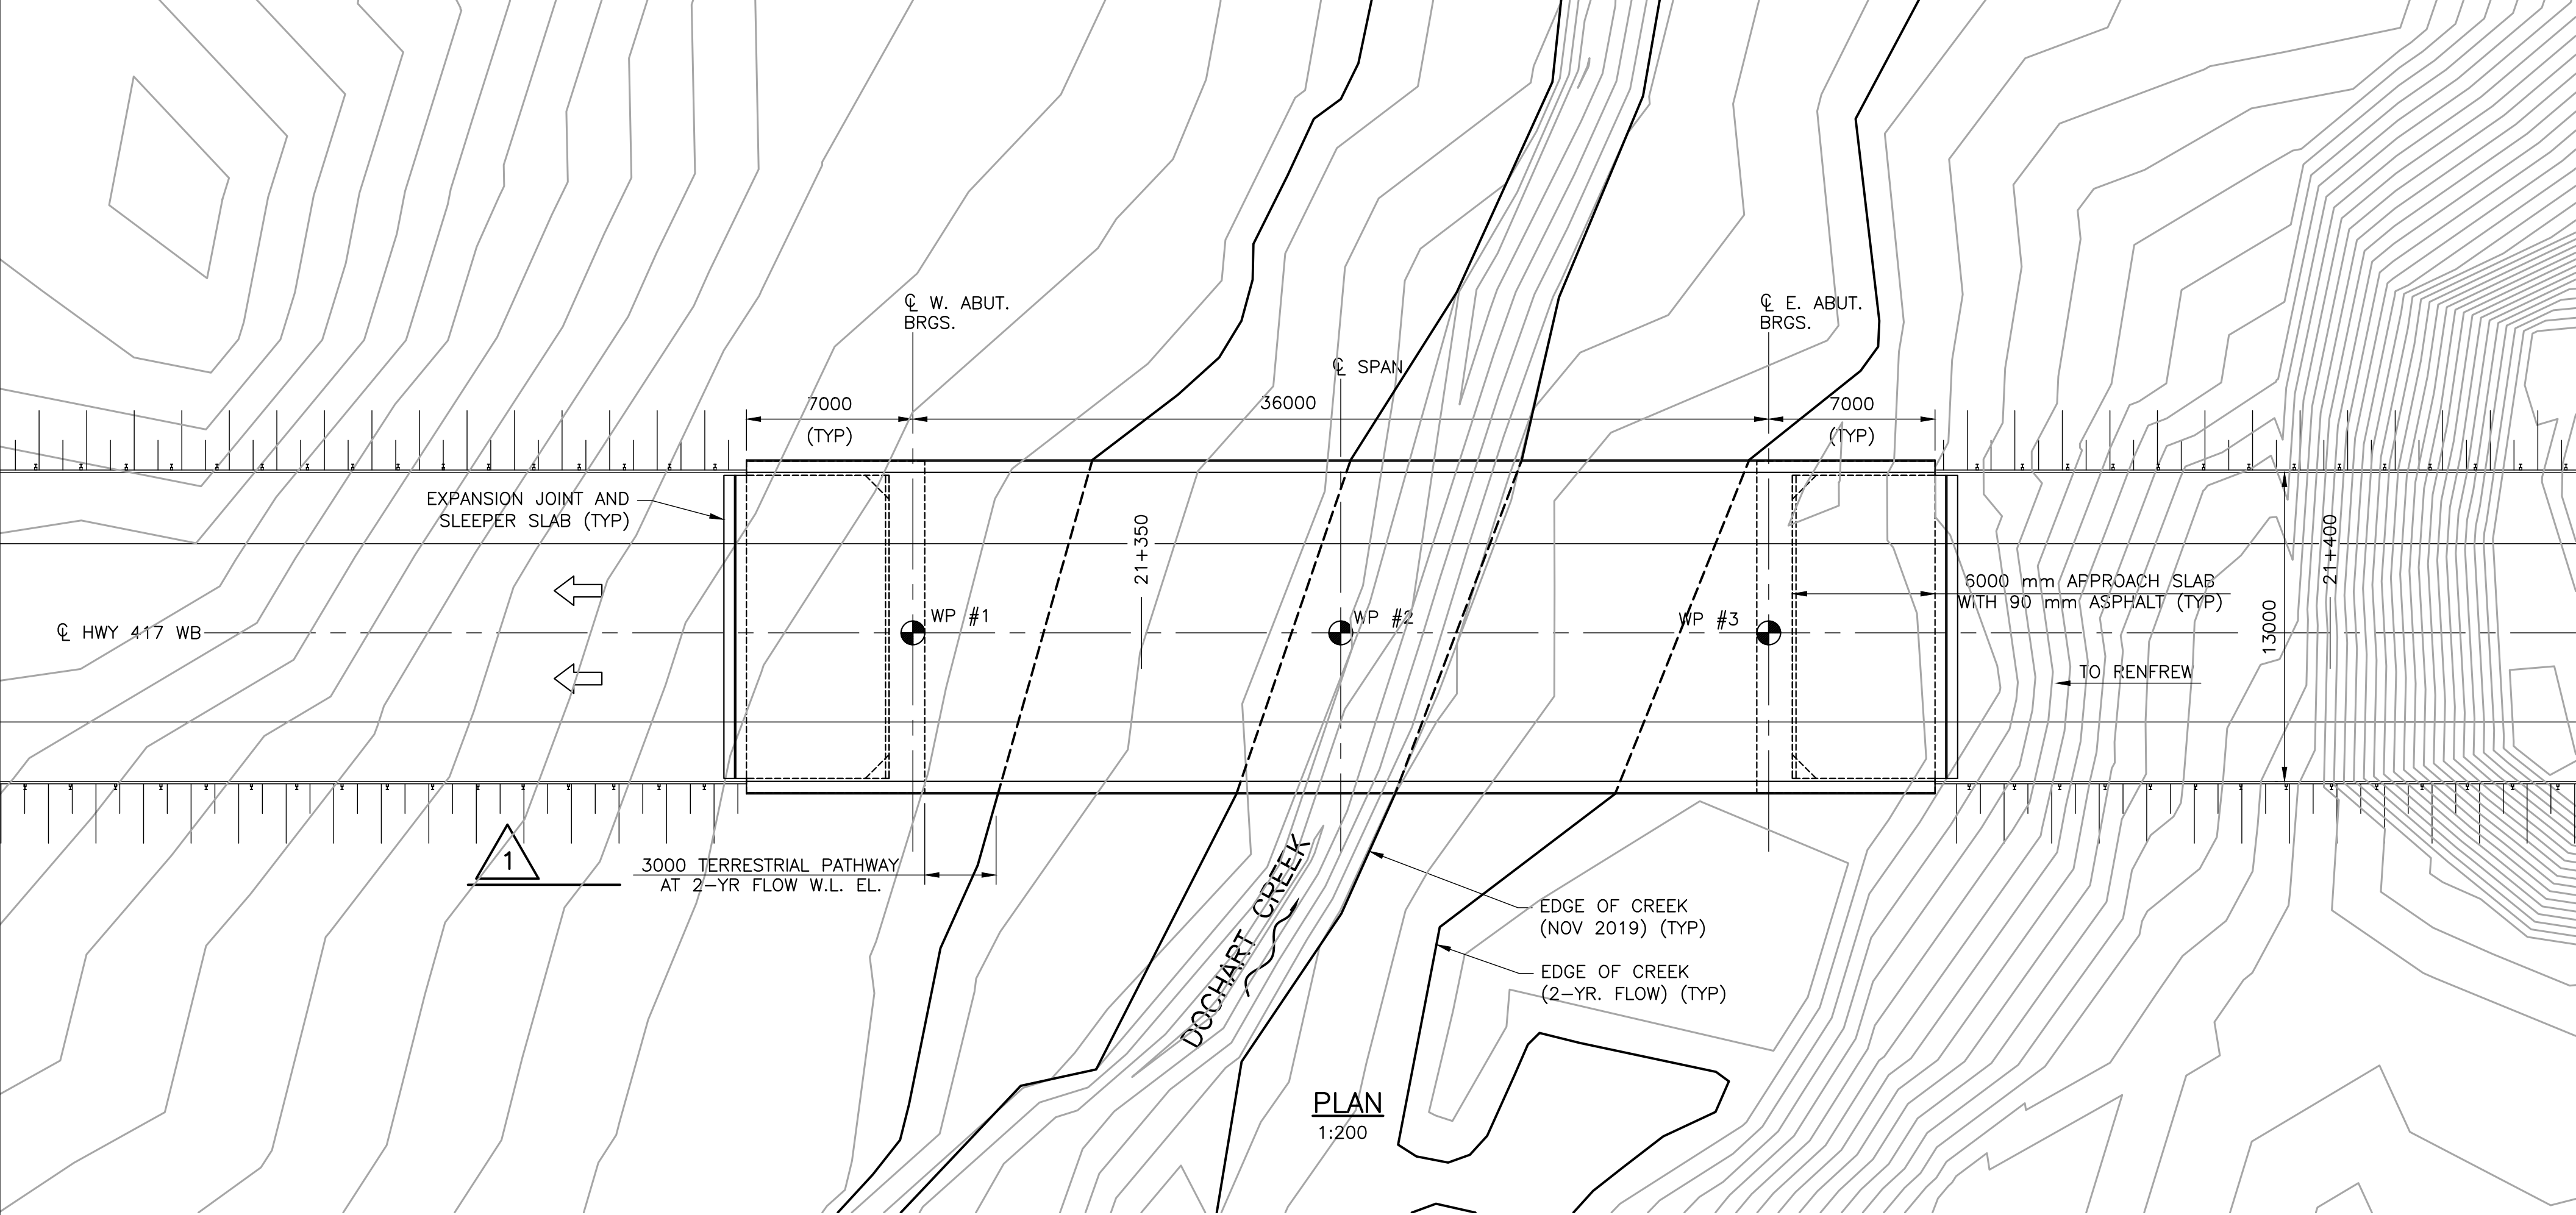 ℄ W. ABUT.
BRGS.
℄ E. ABUT.
BRGS.
℄ SPAN
7000
(TYP)
36000
7000
(TYP)
EXPANSION JOINT AND
SLEEPER SLAB (TYP)
21+350
21+400
6000 mm APPROACH SLAB
WITH 90 mm ASPHALT (TYP)
℄ HWY 417 WB
WP #1
WP #2
WP #3
13000
TO RENFREW
1
3000 TERRESTRIAL PATHWAY
AT 2-YR FLOW W.L. EL.
DOCHART CREEK
EDGE OF CREEK
(NOV 2019) (TYP)
EDGE OF CREEK
(2-YR. FLOW) (TYP)
PLAN
1:200